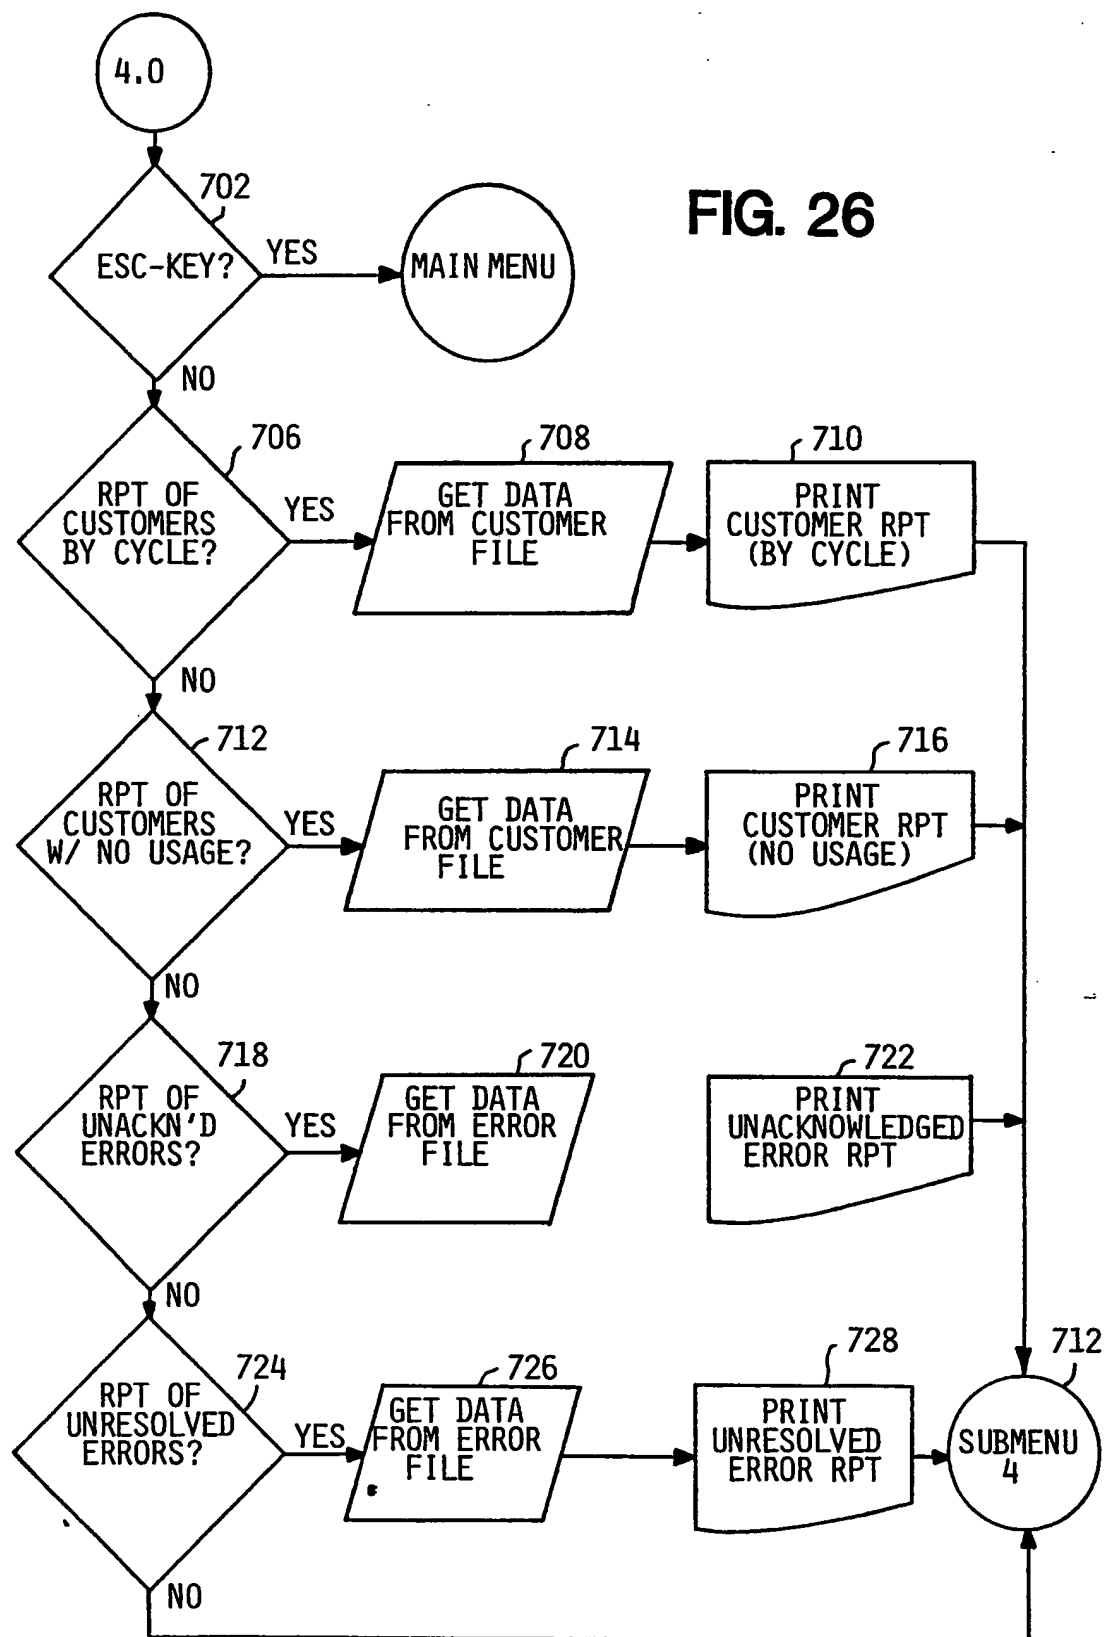 4.0
FIG. 26
702
ESC-KEY?
YES
MAIN MENU
NO
706
RPT OF
CUSTOMERS
BY CYCLE?
YES
708
GET DATA
FROM CUSTOMER
FILE
710
PRINT
CUSTOMER RPT
(BY CYCLE)
NO
712
RPT OF
CUSTOMERS
W/ NO USAGE?
YES
714
GET DATA
FROM CUSTOMER
FILE
716
PRINT
CUSTOMER RPT
(NO USAGE)
NO
718
RPT OF
UNACKN'D
ERRORS?
YES
720
GET DATA
FROM ERROR
FILE
722
PRINT
UNACKNOWLEDGED
ERROR RPT
NO
724
RPT OF
UNRESOLVED
ERRORS?
YES
726
GET DATA
FROM ERROR
FILE
728
PRINT
UNRESOLVED
ERROR RPT
712
SUBMENU
4
NO